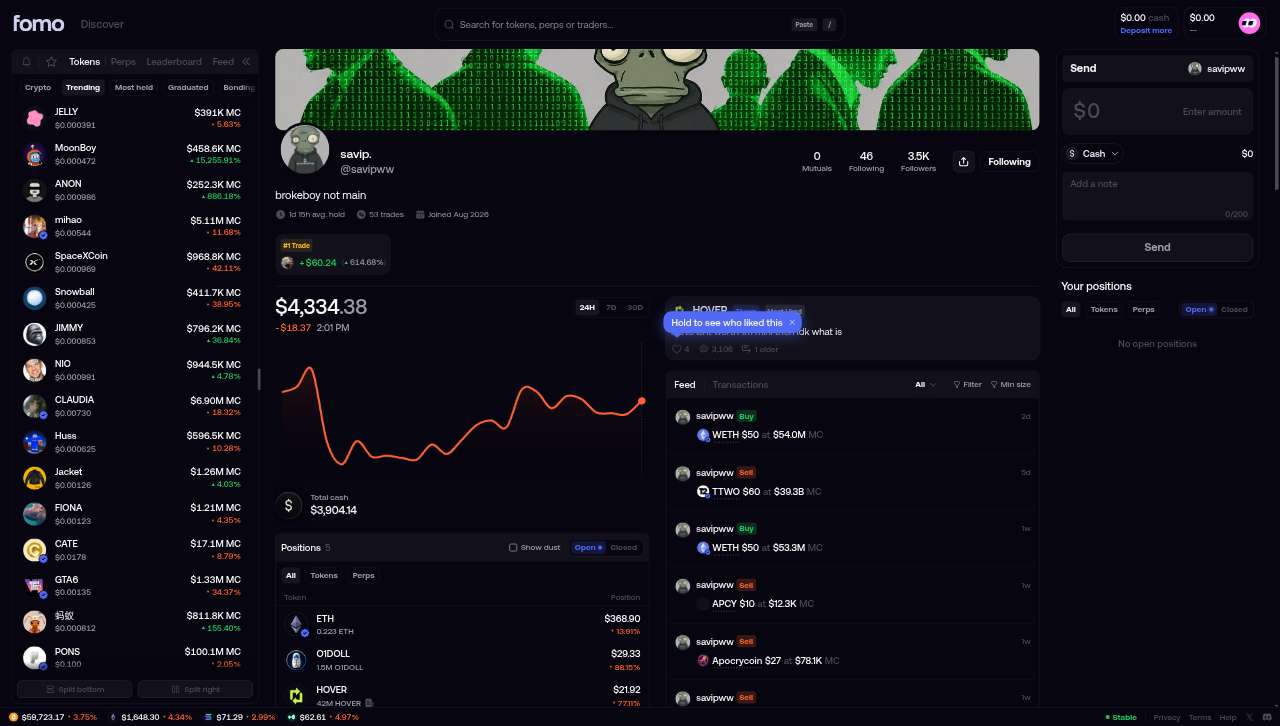 fomo Discover
Search for tokens, perps or traders... Paste /
$0.00 cash
Deposit more
$0.00
—
Tokens Perps Leaderboard Feed
Crypto Trending Most held Graduated Bonding
JELLY $391K MC
$0.000391 5.63%
MoonBoy $458.6K MC
$0.000472 15,255.91%
ANON $252.3K MC
$0.000986 886.18%
mihao $5.11M MC
$0.00544 11.68%
SpaceXCoin $968.8K MC
$0.000969 42.11%
Snowball $411.7K MC
$0.000425 38.95%
JIMMY $796.2K MC
$0.000853 36.84%
NIO $944.5K MC
$0.000991 4.78%
CLAUDIA $6.90M MC
$0.00730 18.32%
Huss $596.5K MC
$0.000625 10.28%
Jacket $1.26M MC
$0.00126 4.03%
FIONA $1.21M MC
$0.00123 4.35%
CATE $17.1M MC
$0.0178 8.79%
GTA6 $1.33M MC
$0.00135 34.37%
蚂蚁 $811.8K MC
$0.000812 155.40%
PONS $100.1M MC
$0.100 2.05%
Split bottom Split right
savip.
@savipww
0 Mutuals
46 Following
3.5K Followers
Following
brokeboy not main
1d 15h avg. hold 53 trades Joined Aug 2026
#1 Trade
+$60.24 614.68%
$4,334.38
24H 7D 30D
-$18.37 2:01 PM
Total cash
$3,904.14
Positions 5 Show dust Open Closed
All Tokens Perps
Token Position
ETH $368.90
0.223 ETH 13.91%
O1DOLL $29.33
1.5M O1DOLL 88.15%
HOVER $21.92
42M HOVER 77.11%
HOVER
Hold to see who liked this ×
idk what is
4 3,106 1 older
Feed Transactions All Filter Min size
savipww Buy 2d
WETH $50 at $54.0M MC
savipww Sell 5d
TTWO $60 at $39.3B MC
savipww Buy 1w
WETH $50 at $53.3M MC
savipww Sell 1w
APCY $10 at $12.3K MC
savipww Sell 1w
Apocrycoin $27 at $78.1K MC
savipww Sell 1w
Send savipww
$0 Enter amount
$ Cash $0
Add a note
0/200
Send
Your positions
All Tokens Perps Open Closed
No open positions
$59,723.17 3.75% $1,648.30 4.34% $71.29 2.99% $62.61 4.97%
Stable Privacy Terms Help